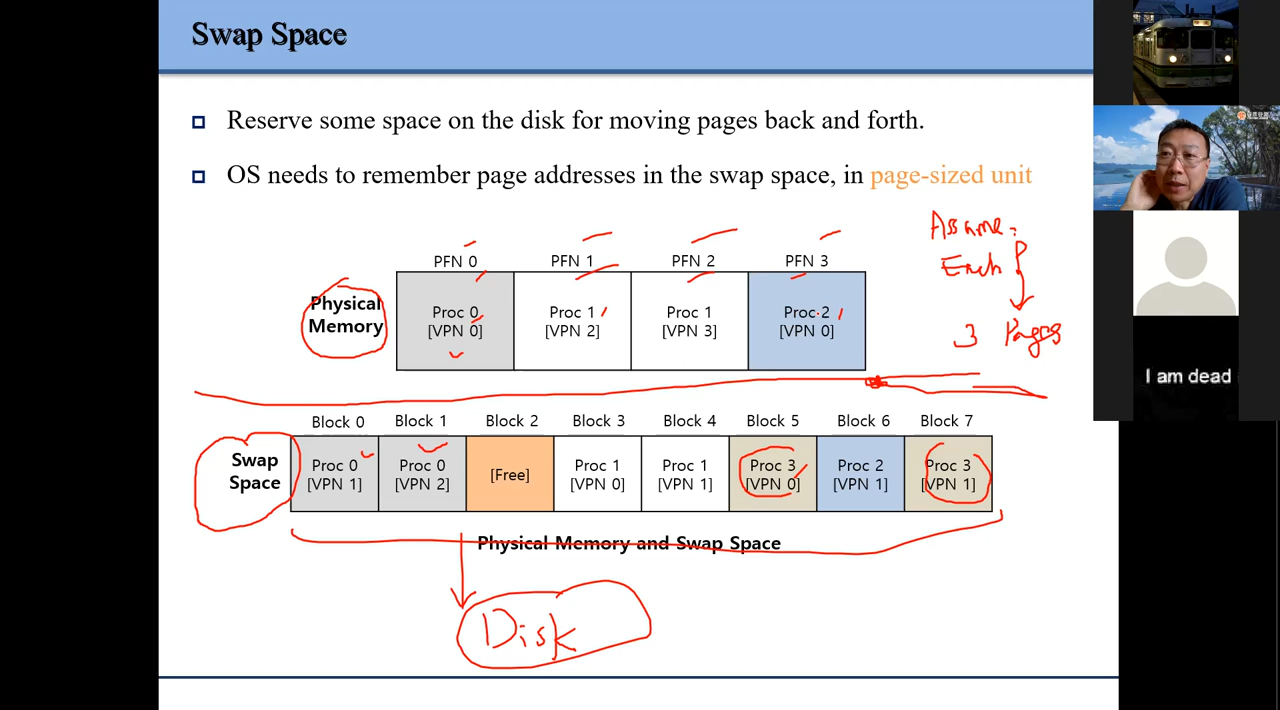 Swap Space
Reserve some space on the disk for moving pages back and forth.
OS needs to remember page addresses in the swap space, in page-sized unit
Assume:
Each
3 Pages
PFN 0 PFN 1 PFN 2 PFN 3
Physical Memory
Proc 0 [VPN 0]
Proc 1 [VPN 2]
Proc 1 [VPN 3]
Proc 2 [VPN 0]
Block 0 Block 1 Block 2 Block 3 Block 4 Block 5 Block 6 Block 7
Swap Space
Proc 0 [VPN 1]
Proc 0 [VPN 2]
[Free]
Proc 1 [VPN 0]
Proc 1 [VPN 1]
Proc 3 [VPN 0]
Proc 2 [VPN 1]
Proc 3 [VPN 1]
Physical Memory and Swap Space
Disk
I am dead